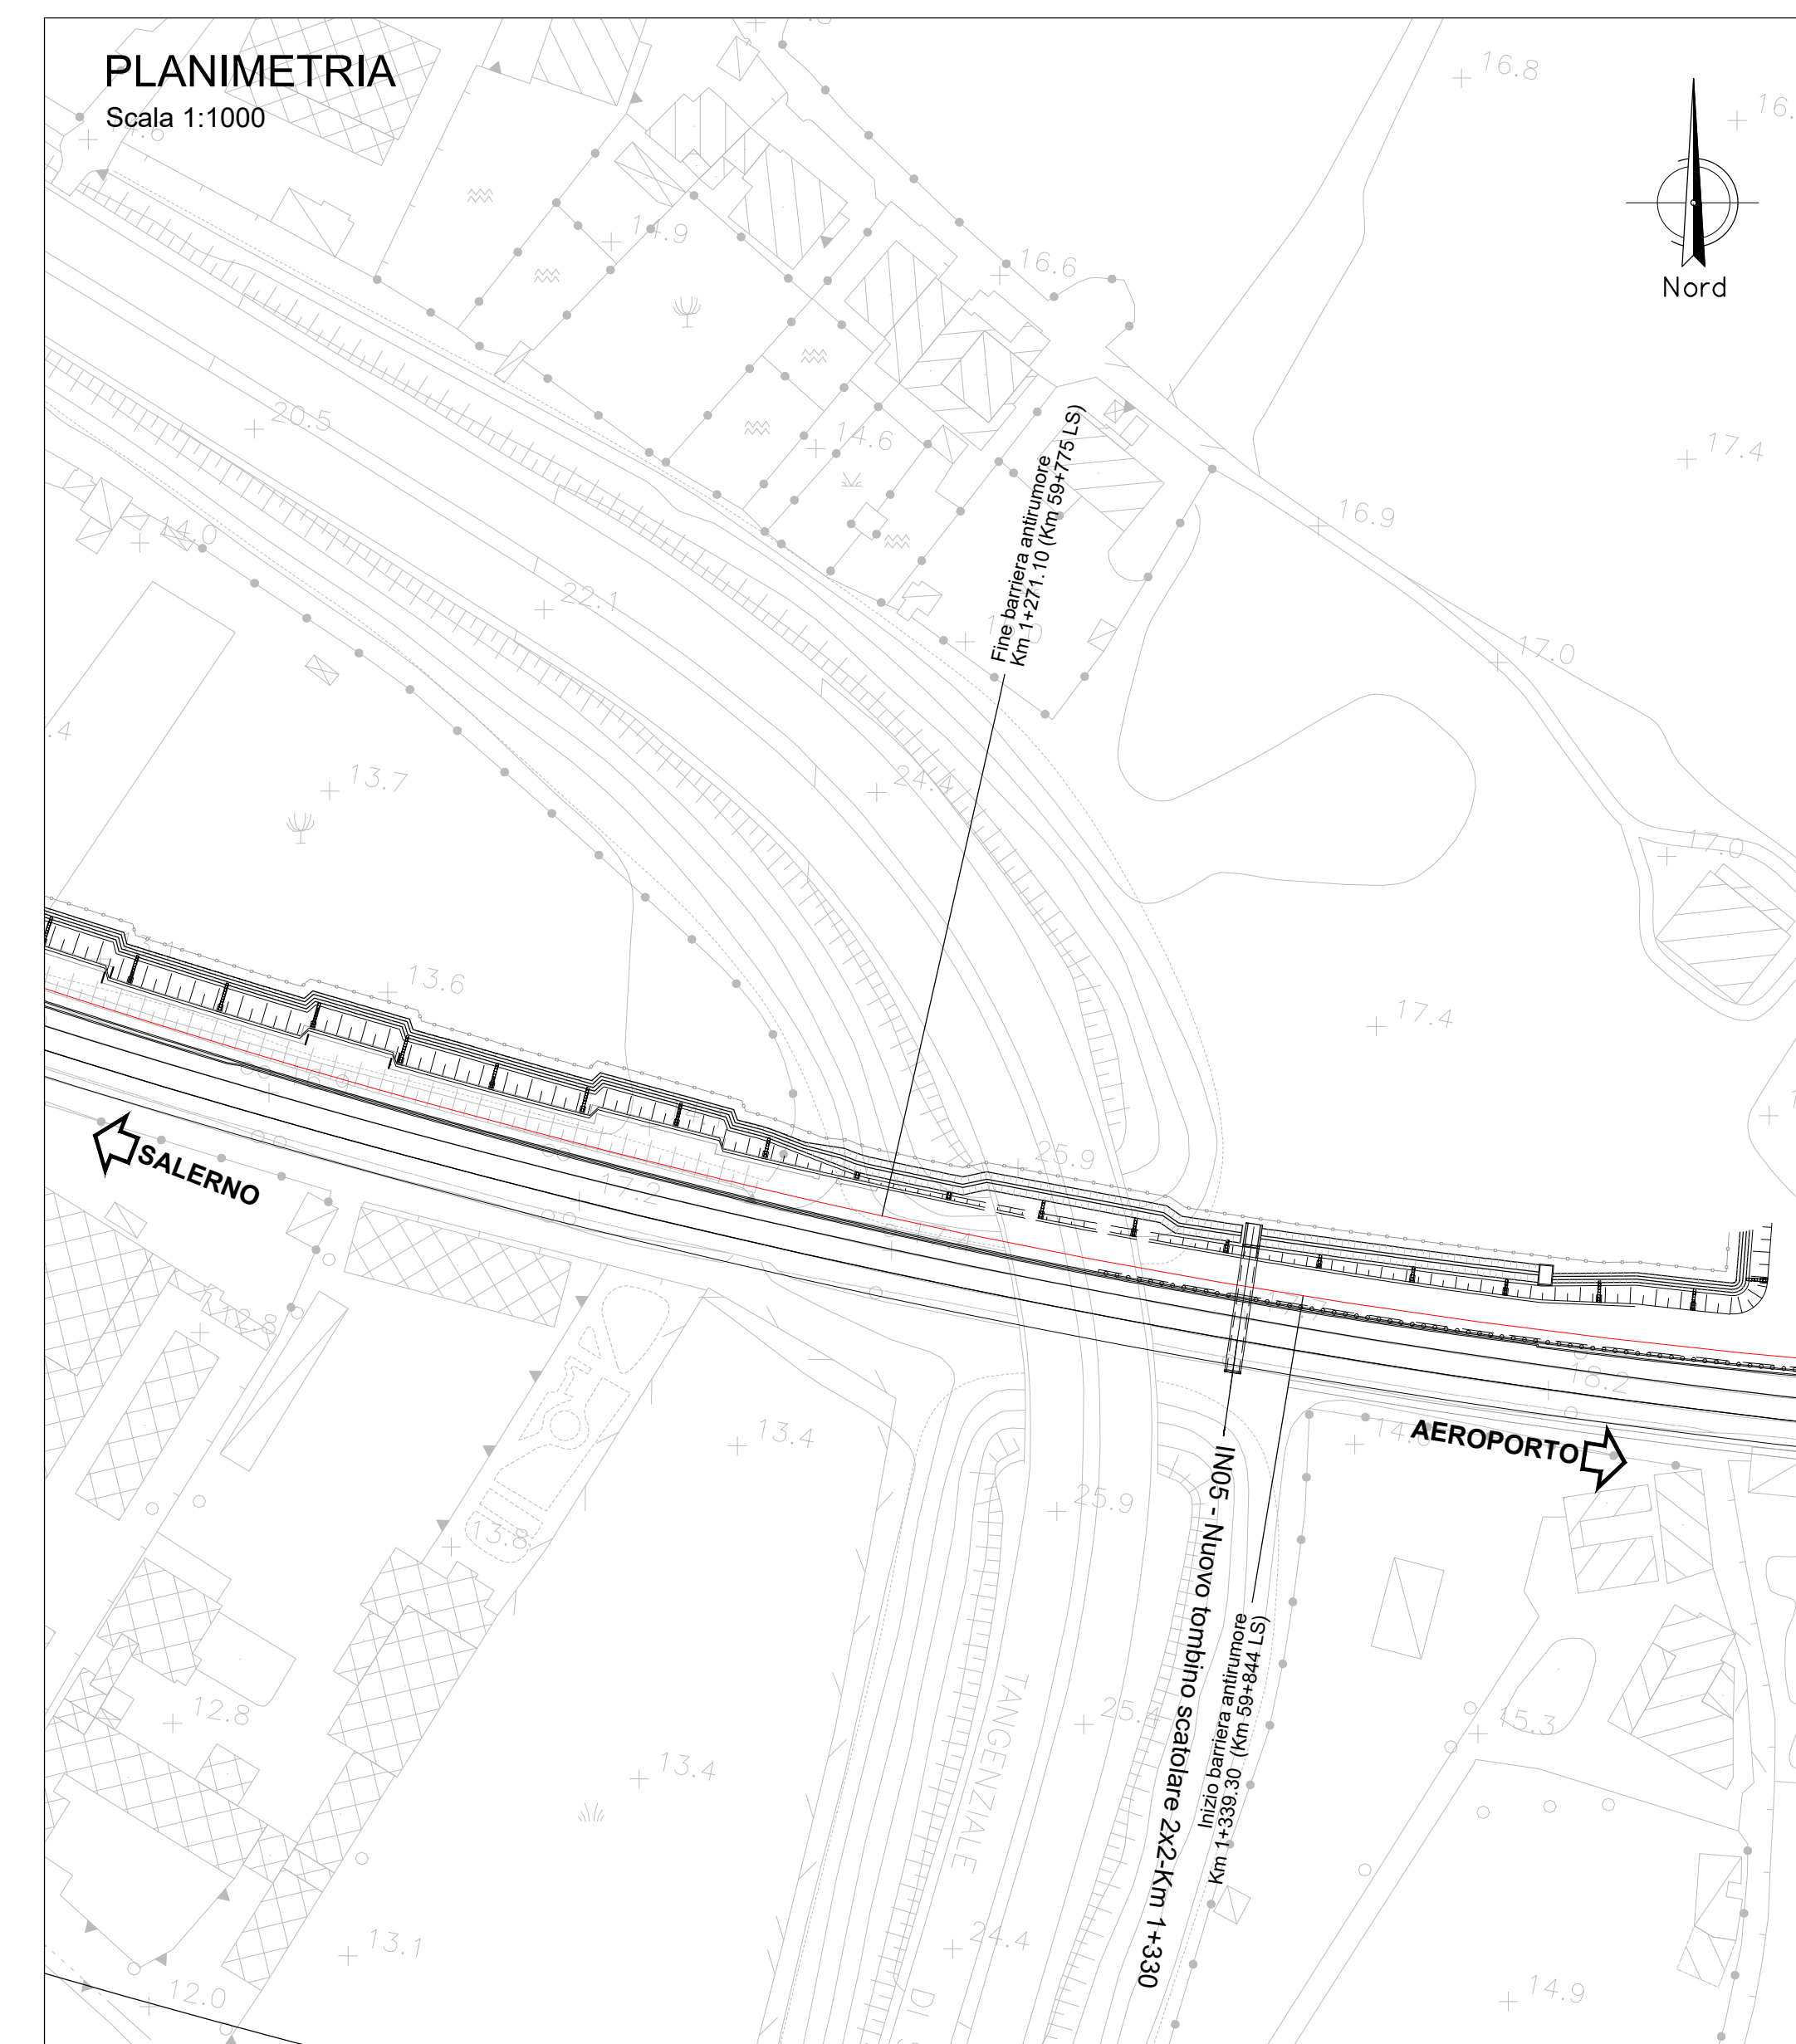 PLANIMETRIA
Scala 1:1000
16.8
Nord
14.9
16.6
20.5
14.6
17.4
14.0
16.9
22.1
Fine barriera antirumore
Km 1+271.10 (Km 59+775 LS)
17.0
13.7
24.4
17.0
13.6
17.4
25.9
SALERNO
17.2
12.8
18.2
13.4
AEROPORTO
25.9
13.8
IN05 - Nuovo tombino scatolare 2x2-Km 1+330
Inizio barriera antirumore
Km 1+339.30 (Km 59+844 LS)
12.8
25.4
15.3
13.4
TANGENZIALE
13.1
24.4
DI
12.0
14.9